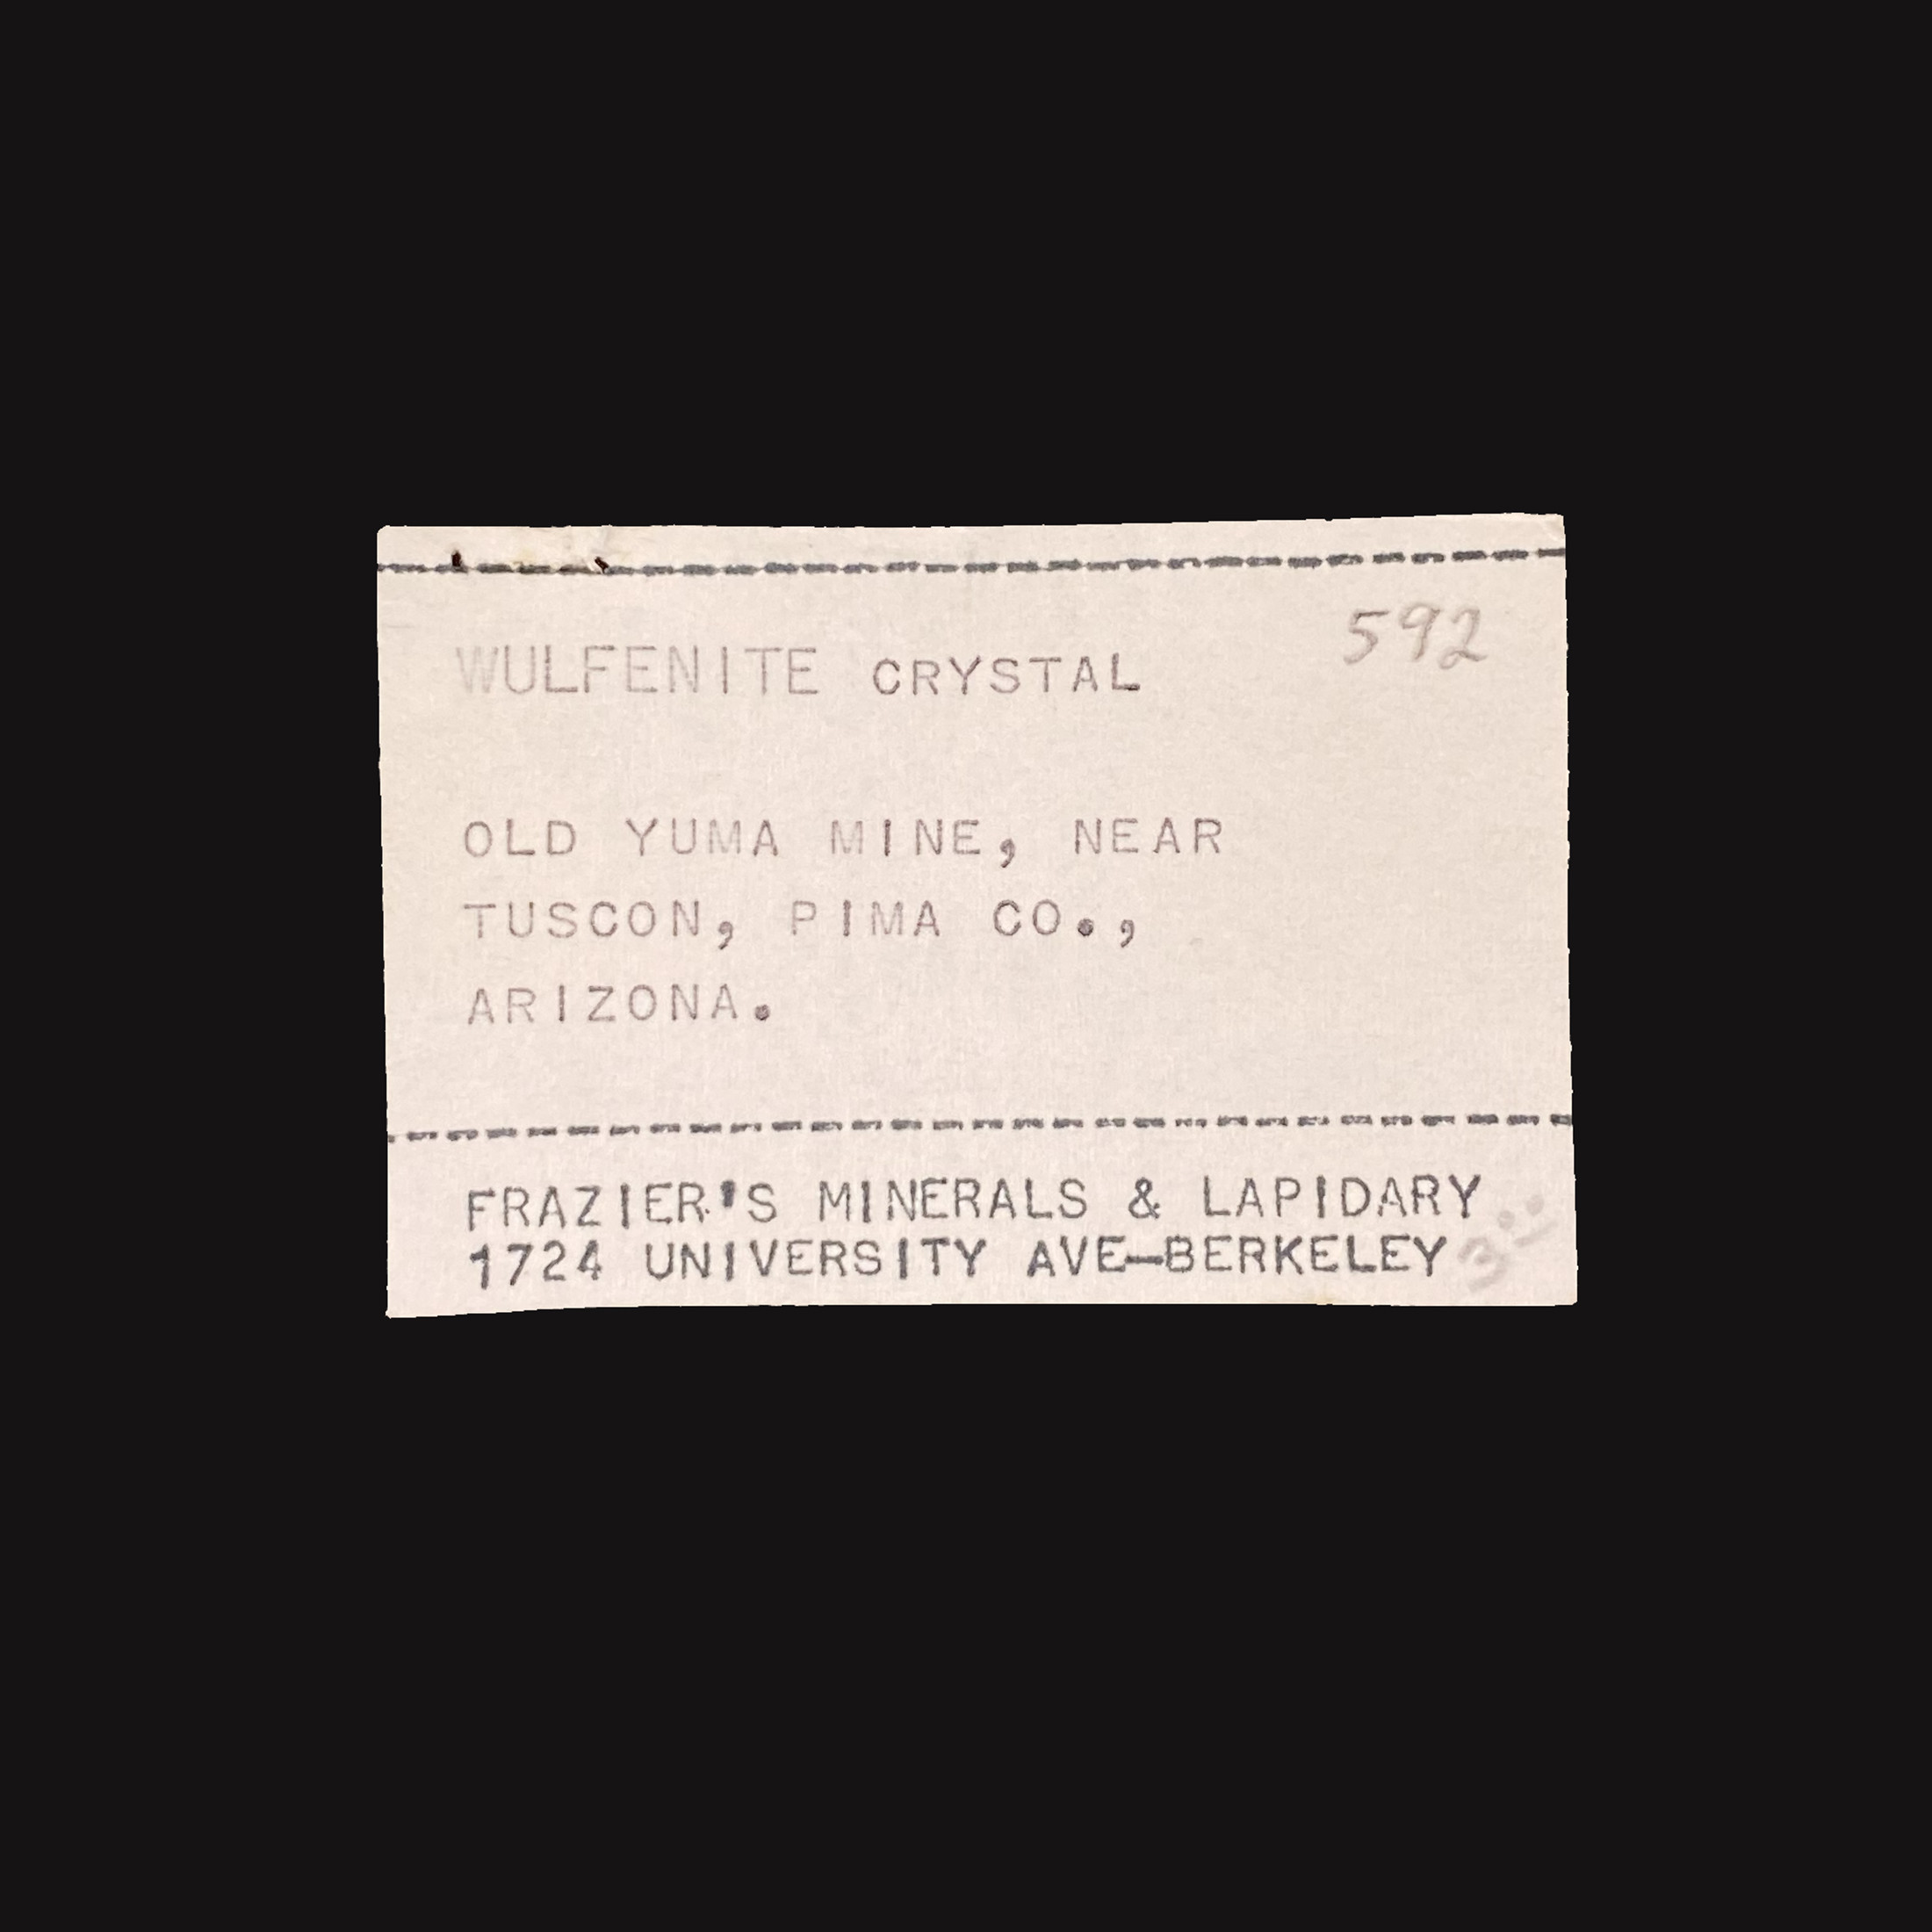 592
WULFENITE CRYSTAL
OLD YUMA MINE, NEAR
TUSCON, PIMA CO.,
ARIZONA.
FRAZIER'S MINERALS & LAPIDARY
1724 UNIVERSITY AVE—BERKELEY